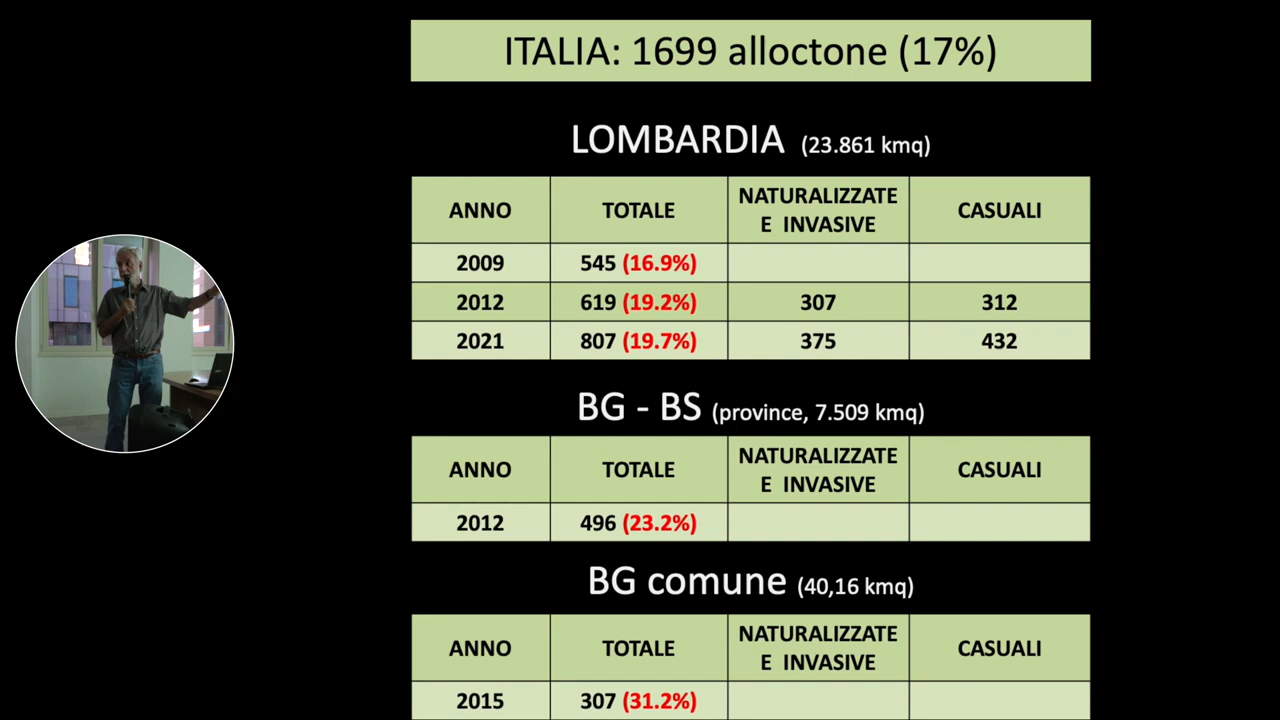 ITALIA: 1699 alloctone (17%)
LOMBARDIA (23.861 kmq)
ANNO TOTALE NATURALIZZATE E INVASIVE CASUALI
2009 545 (16.9%)
2012 619 (19.2%) 307 312
2021 807 (19.7%) 375 432
BG - BS (province, 7.509 kmq)
ANNO TOTALE NATURALIZZATE E INVASIVE CASUALI
2012 496 (23.2%)
BG comune (40,16 kmq)
ANNO TOTALE NATURALIZZATE E INVASIVE CASUALI
2015 307 (31.2%)